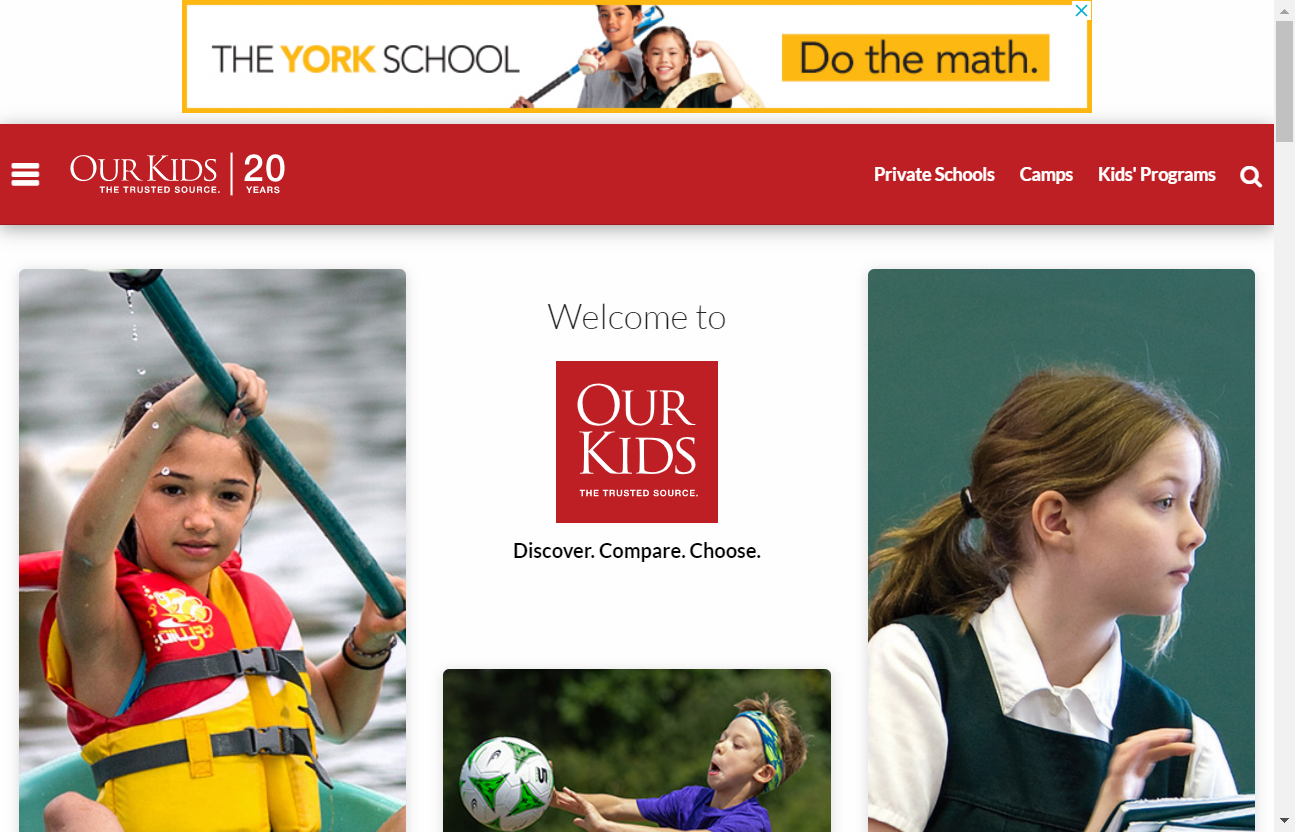 THE YORK SCHOOL
Do the math.
OUR KIDS
THE TRUSTED SOURCE.
20
YEARS
Private Schools
Camps
Kids' Programs
Welcome to
OUR
KIDS
THE TRUSTED SOURCE.
Discover. Compare. Choose.